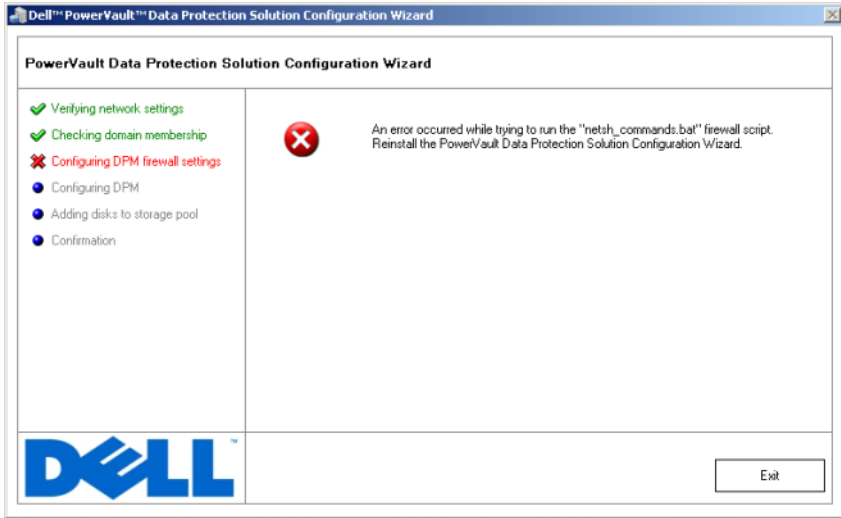 Dell™ PowerVault™ Data Protection Solution Configuration Wizard
PowerVault Data Protection Solution Configuration Wizard
Verifying network settings
Checking domain membership
Configuring DPM firewall settings
Configuring DPM
Adding disks to storage pool
Confirmation
An error occurred while trying to run the "netsh_commands.bat" firewall script.
Reinstall the PowerVault Data Protection Solution Configuration Wizard.
DELL™
Exit